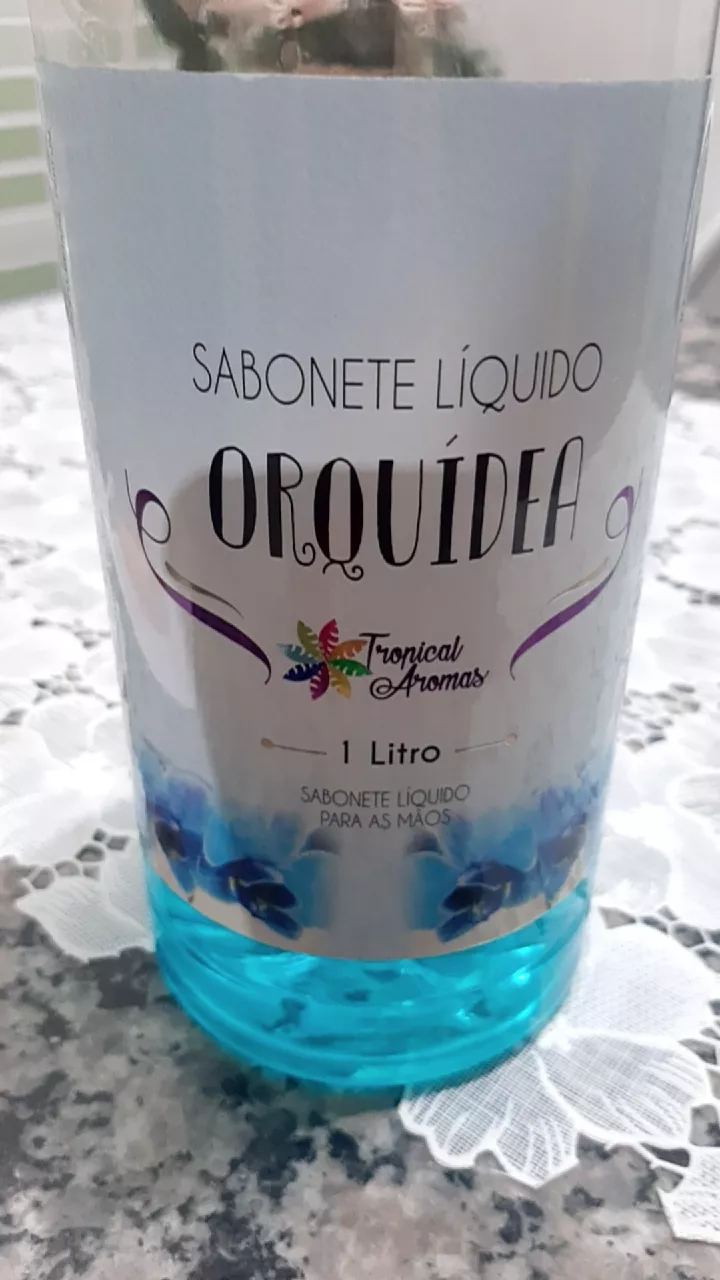 SABONETE LÍQUIDO
ORQUÍDEA
Tropical
Aromas
1 Litro
SABONETE LÍQUIDO
PARA AS MÃOS